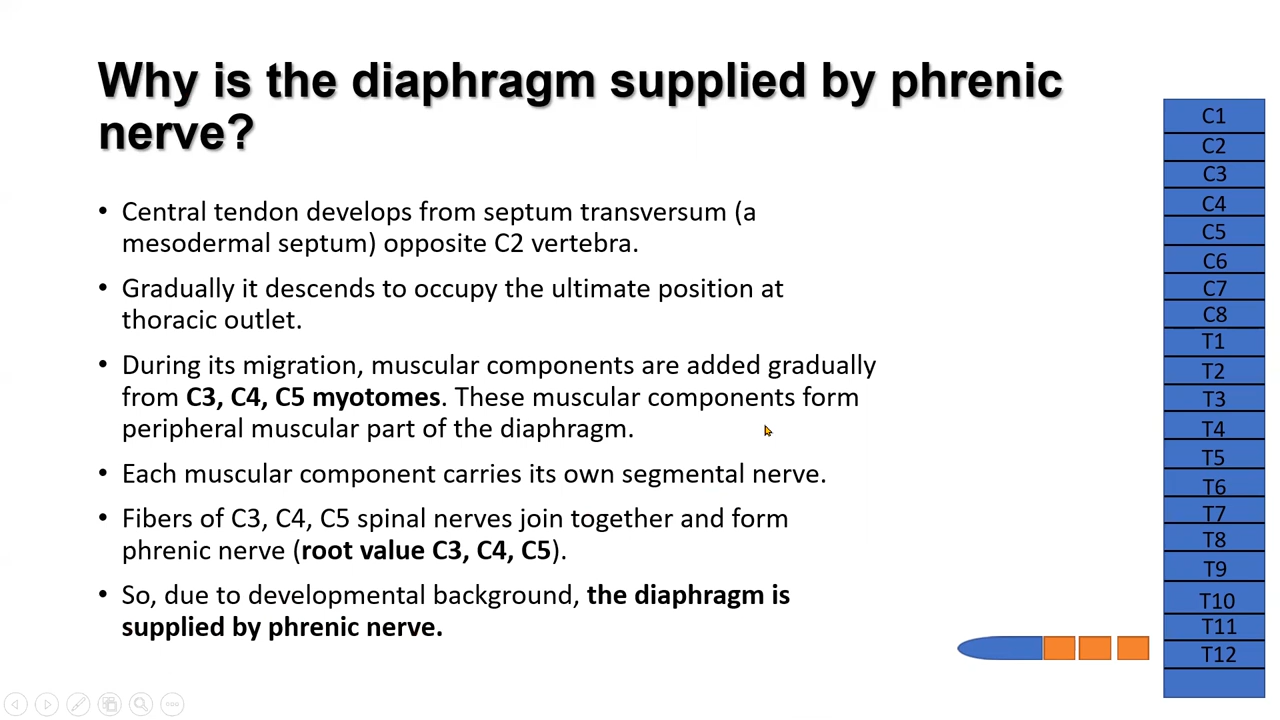 Why is the diaphragm supplied by phrenic
nerve?
• Central tendon develops from septum transversum (a
mesodermal septum) opposite C2 vertebra.
• Gradually it descends to occupy the ultimate position at
thoracic outlet.
• During its migration, muscular components are added gradually
from C3, C4, C5 myotomes. These muscular components form
peripheral muscular part of the diaphragm.
• Each muscular component carries its own segmental nerve.
• Fibers of C3, C4, C5 spinal nerves join together and form
phrenic nerve (root value C3, C4, C5).
• So, due to developmental background, the diaphragm is
supplied by phrenic nerve.
C1
C2
C3
C4
C5
C6
C7
C8
T1
T2
T3
T4
T5
T6
T7
T8
T9
T10
T11
T12